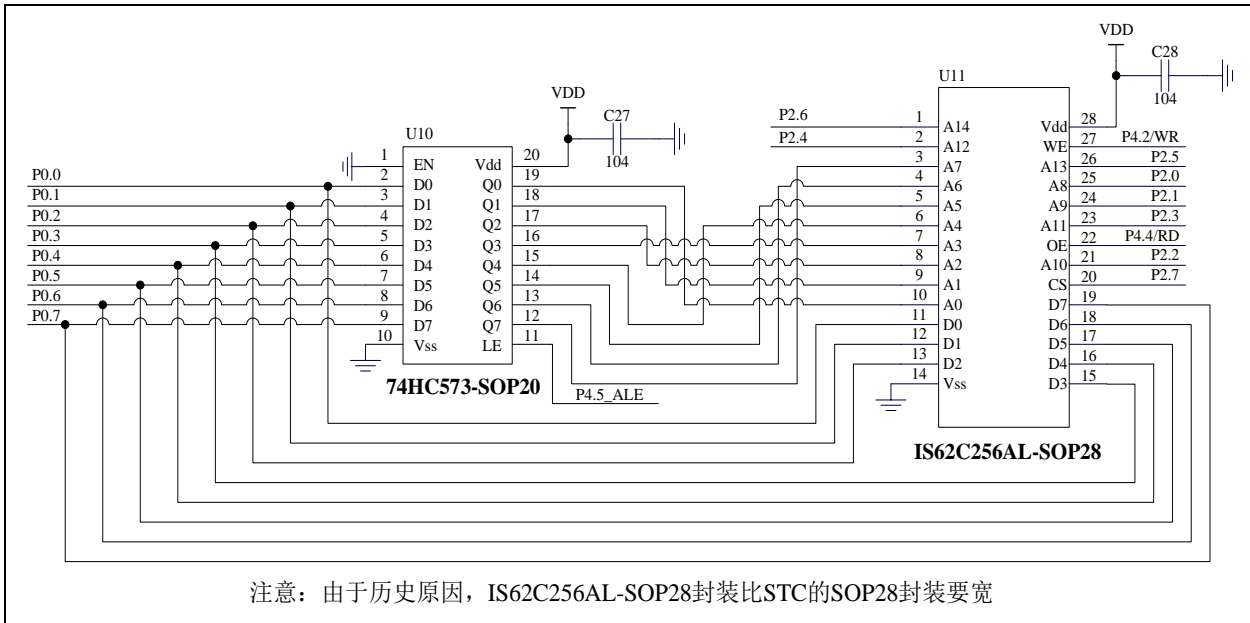 VDD
C28
104
U11
VDD
C27
104
U10
P2.6
P2.4
P0.0
P0.1
P0.2
P0.3
P0.4
P0.5
P0.6
P0.7
1 EN Vdd 20
2 D0 Q0 19
3 D1 Q1 18
4 D2 Q2 17
5 D3 Q3 16
6 D4 Q4 15
7 D5 Q5 14
8 D6 Q6 13
9 D7 Q7 12
10 Vss LE 11
74HC573-SOP20
P4.5_ALE
1 A14 Vdd 28
2 A12 WE 27 P4.2/WR
3 A7 A13 26 P2.5
4 A6 A8 25 P2.0
5 A5 A9 24 P2.1
6 A4 A11 23 P2.3
7 A3 OE 22 P4.4/RD
8 A2 A10 21 P2.2
9 A1 CS 20 P2.7
10 A0 D7 19
11 D0 D6 18
12 D1 D5 17
13 D2 D4 16
14 Vss D3 15
IS62C256AL-SOP28
注意：由于历史原因，IS62C256AL-SOP28封装比STC的SOP28封装要宽